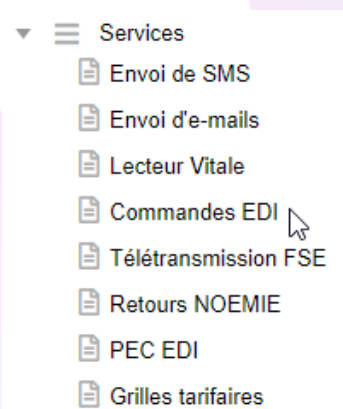 Services
Envoi de SMS
Envoi d'e-mails
Lecteur Vitale
Commandes EDI
Télétransmission FSE
Retours NOEMIE
PEC EDI
Grilles tarifaires